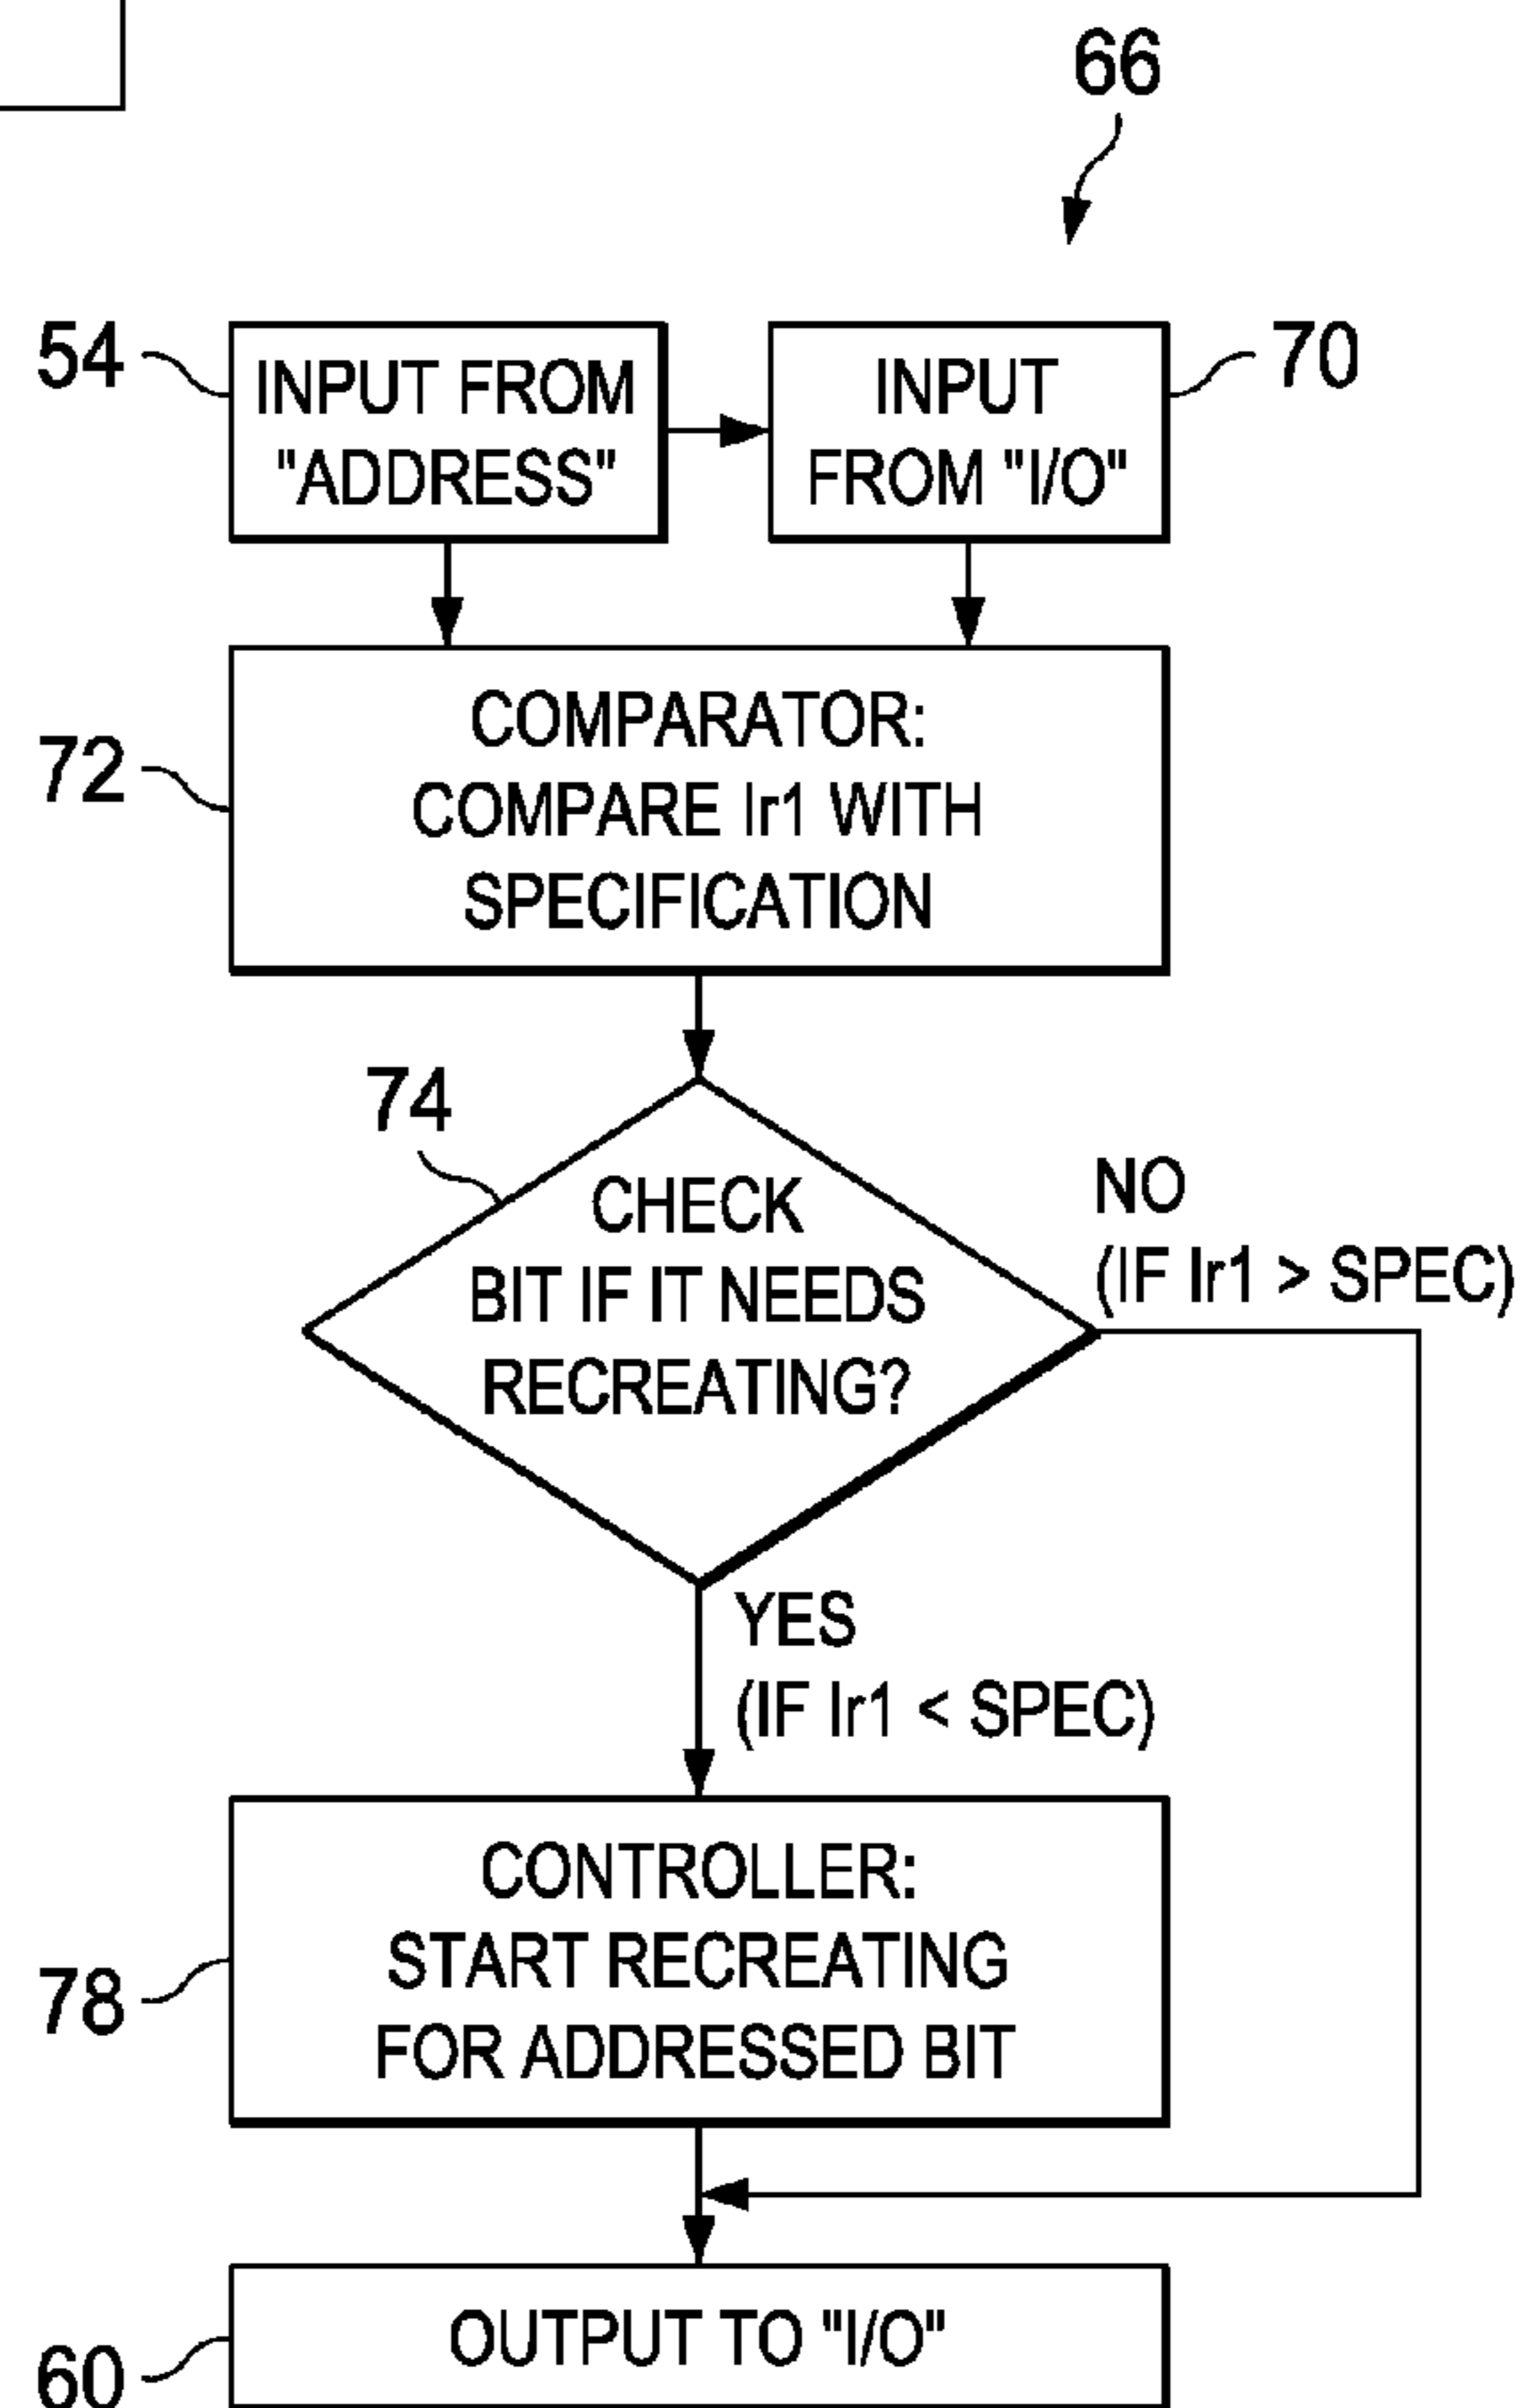 66
54
INPUT FROM
"ADDRESS"
INPUT
FROM "I/O"
70
72
COMPARATOR:
COMPARE Ir1 WITH
SPECIFICATION
74
CHECK
BIT IF IT NEEDS
RECREATING?
NO
(IF Ir1 > SPEC)
YES
(IF Ir1 < SPEC)
78
CONTROLLER:
START RECREATING
FOR ADDRESSED BIT
60
OUTPUT TO "I/O"